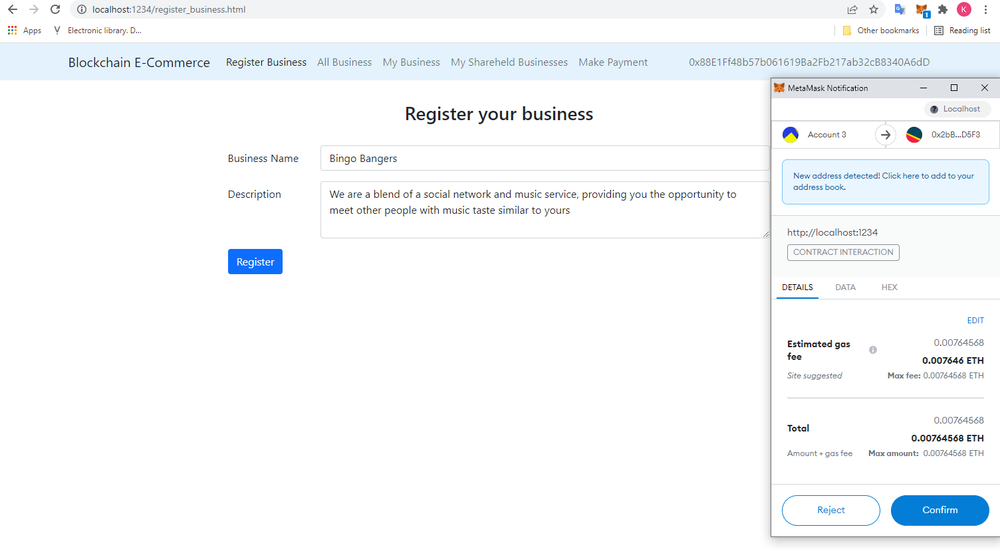 localhost:1234/register_business.html
K
1
Apps
Electronic library. D...
Other bookmarks
Reading list
Blockchain E-Commerce
Register Business
All Business
My Business
My Shareheld Businesses
Make Payment
0x88E1Ff48b57b061619Ba2Fb217ab32cB8340A6dD
Register your business
Business Name
Bingo Bangers
Description
We are a blend of a social network and music service, providing you the opportunity to
meet other people with music taste similar to yours
Register
MetaMask Notification
? Localhost
Account 3
0x2bB...D5F3
New address detected! Click here to add to your
address book.
http://localhost:1234
CONTRACT INTERACTION
DETAILS
DATA
HEX
EDIT
Estimated gas
fee
i
0.00764568
0.007646 ETH
Site suggested
Max fee: 0.00764568 ETH
Total
0.00764568
0.00764568 ETH
Amount + gas fee
Max amount: 0.00764568 ETH
Reject
Confirm